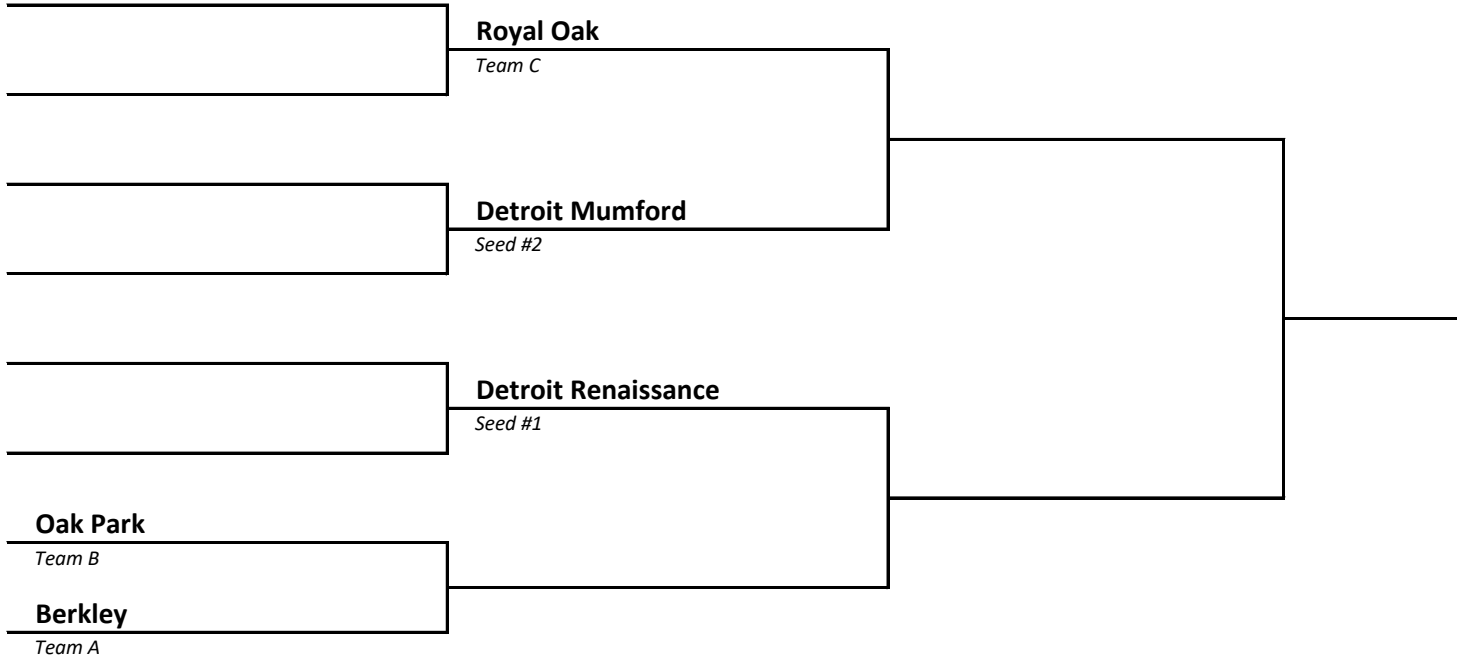 Royal Oak
Team C
Detroit Mumford
Seed #2
Detroit Renaissance
Seed #1
Oak Park
Team B
Berkley
Team A